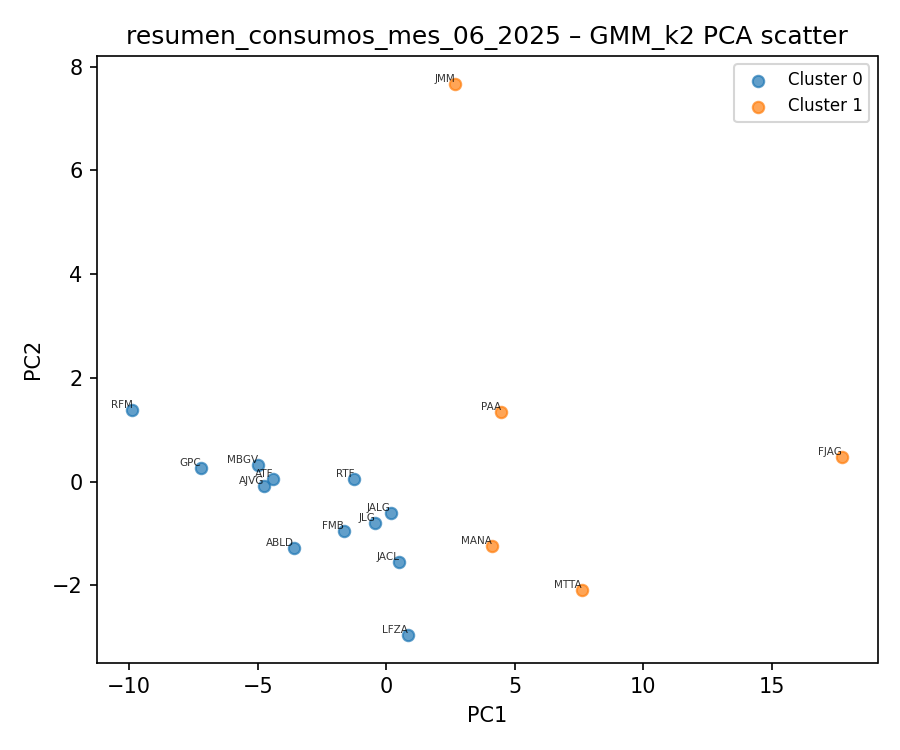 resumen_consumos_mes_06_2025 – GMM_k2 PCA scatter
Cluster 0
Cluster 1
8
6
4
2
0
−2
PC2
JMM
RFM
PAA
FJAG
GPC
MBGV
ATF
AJVG
RTF
JALG
JLG
FMB
ABLD
JACL
MANA
MTTA
LFZA
−10
−5
0
5
10
15
PC1